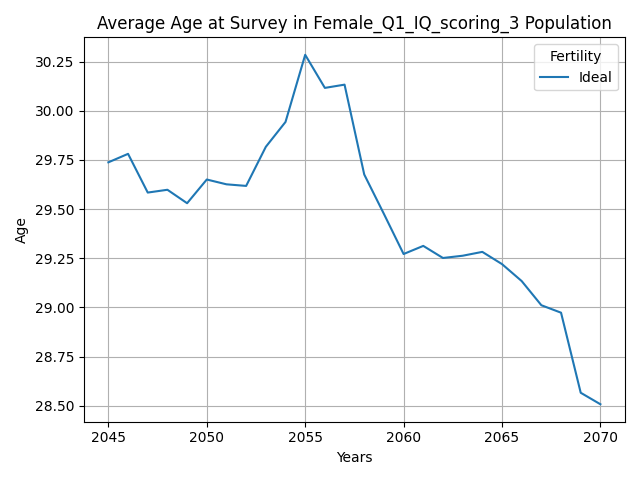 Average Age at Survey in Female_Q1_IQ_scoring_3 Population
Fertility
Ideal
30.25
30.00
29.75
29.50
29.25
29.00
28.75
28.50
Age
2045 2050 2055 2060 2065 2070
Years